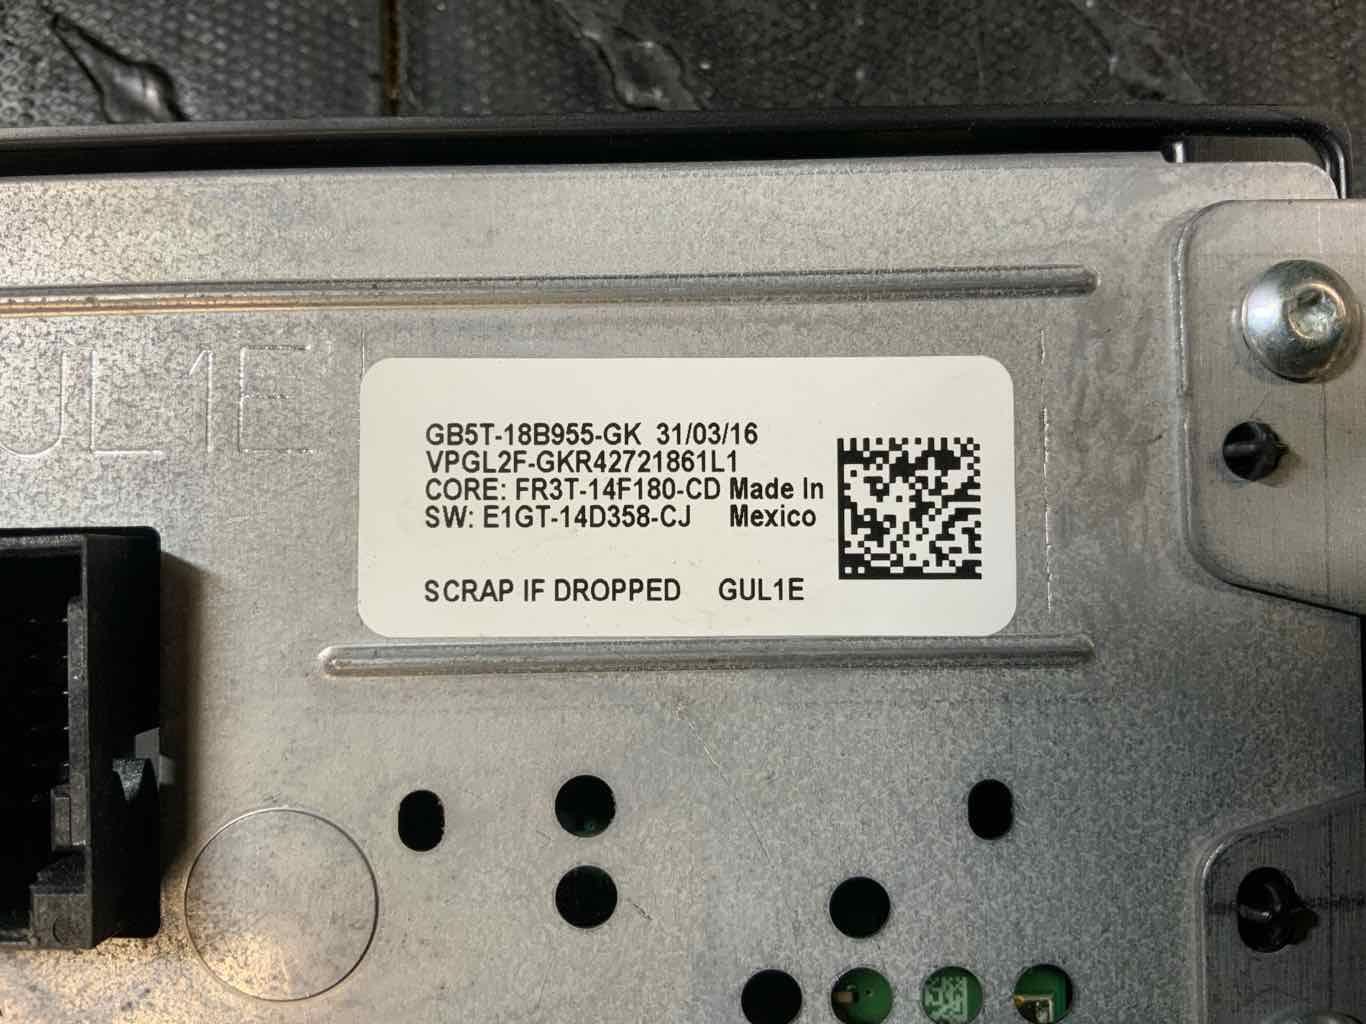 UL1E
GB5T-18B955-GK 31/03/16
VPGL2F-GKR42721861L1
CORE: FR3T-14F180-CD Made In
SW: E1GT-14D358-CJ Mexico
SCRAP IF DROPPED GUL1E